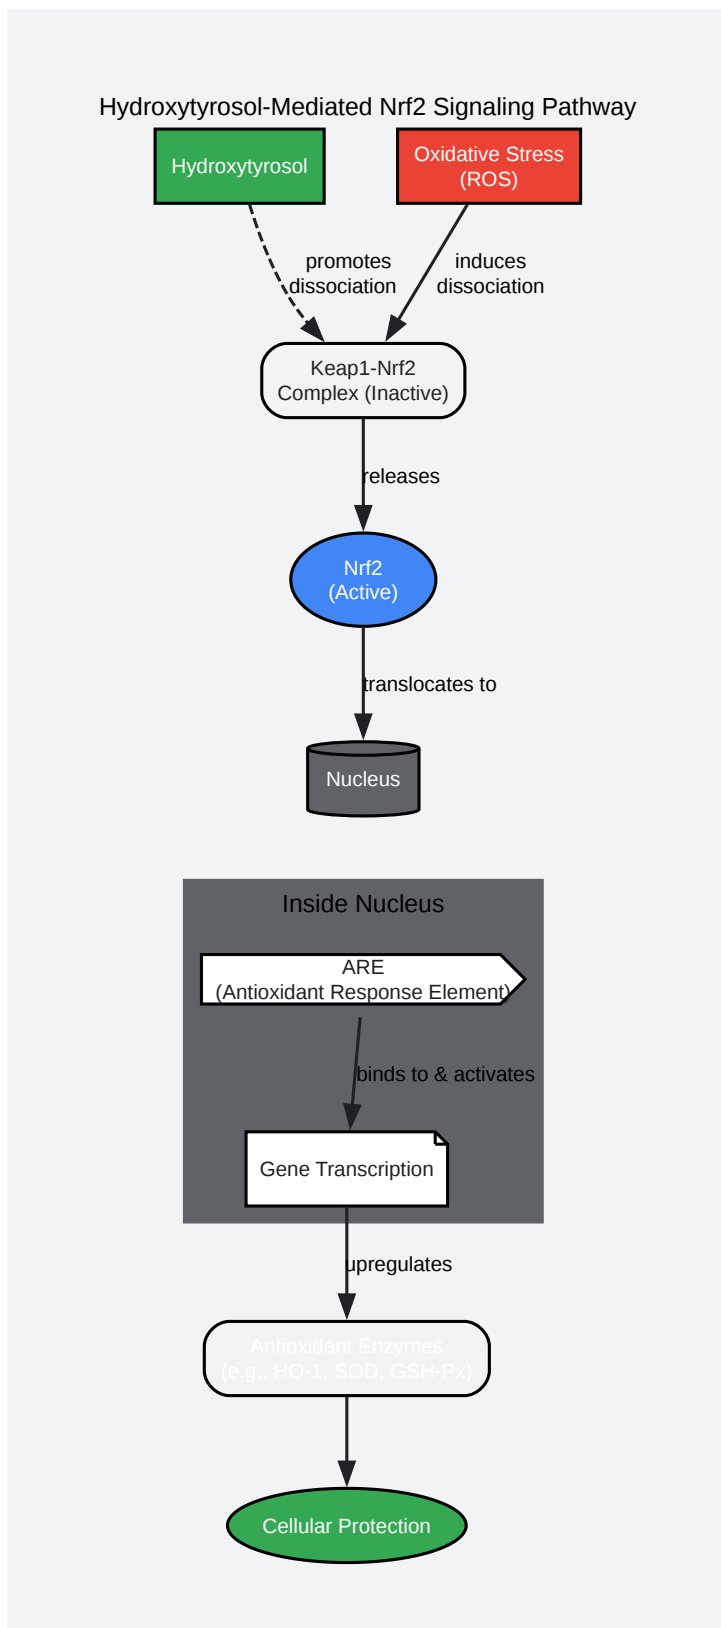 Hydroxytyrosol-Mediated Nrf2 Signaling Pathway
Hydroxytyrosol
Oxidative Stress
(ROS)
promotes
dissociation
induces
dissociation
Keap1-Nrf2
Complex (Inactive)
releases
Nrf2
(Active)
translocates to
Nucleus
Inside Nucleus
ARE
(Antioxidant Response Element)
binds to & activates
Gene Transcription
upregulates
Antioxidant Enzymes
(e.g., HO-1, SOD, GSH-Px)
Cellular Protection